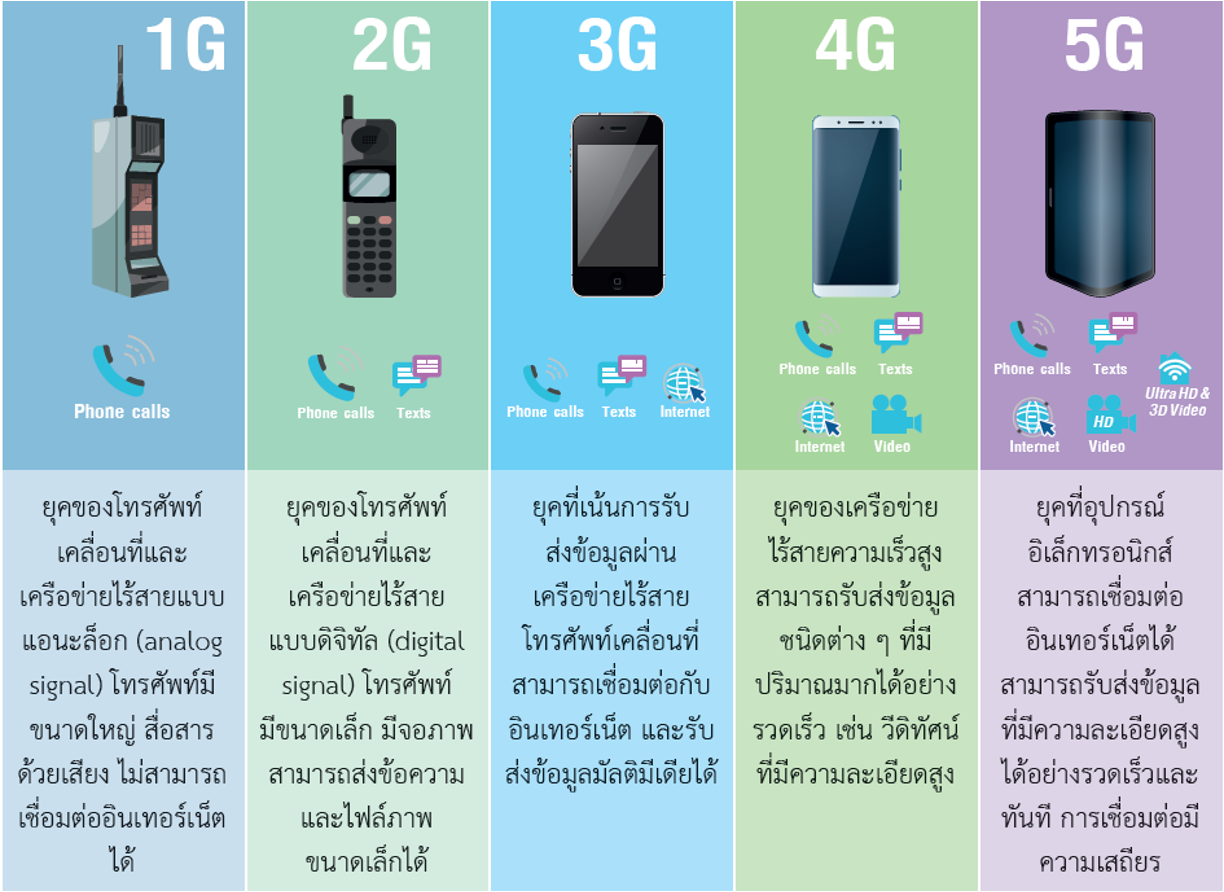 1G
Phone calls
ยุคของโทรศัพท์
เคลื่อนที่และ
เครือข่ายไร้สายแบบ
แอนะล็อก (analog
signal) โทรศัพท์มี
ขนาดใหญ่ สื่อสาร
ด้วยเสียง ไม่สามารถ
เชื่อมต่ออินเทอร์เน็ต
ได้
2G
Phone calls
Texts
ยุคของโทรศัพท์
เคลื่อนที่และ
เครือข่ายไร้สาย
แบบดิจิทัล (digital
signal) โทรศัพท์
มีขนาดเล็ก มีจอภาพ
สามารถส่งข้อความ
และไฟล์ภาพ
ขนาดเล็กได้
3G
Phone calls
Texts
Internet
ยุคที่เน้นการรับ
ส่งข้อมูลผ่าน
เครือข่ายไร้สาย
โทรศัพท์เคลื่อนที่
สามารถเชื่อมต่อกับ
อินเทอร์เน็ต และรับ
ส่งข้อมูลมัลติมีเดียได้
4G
Phone calls
Texts
Internet
Video
ยุคของเครือข่าย
ไร้สายความเร็วสูง
สามารถรับส่งข้อมูล
ชนิดต่าง ๆ ที่มี
ปริมาณมากได้อย่าง
รวดเร็ว เช่น วีดิทัศน์
ที่มีความละเอียดสูง
5G
Phone calls
Texts
Ultra HD &
3D Video
Internet
HD
Video
ยุคที่อุปกรณ์
อิเล็กทรอนิกส์
สามารถเชื่อมต่อ
อินเทอร์เน็ตได้
สามารถรับส่งข้อมูล
ที่มีความละเอียดสูง
ได้อย่างรวดเร็วและ
ทันที การเชื่อมต่อมี
ความเสถียร